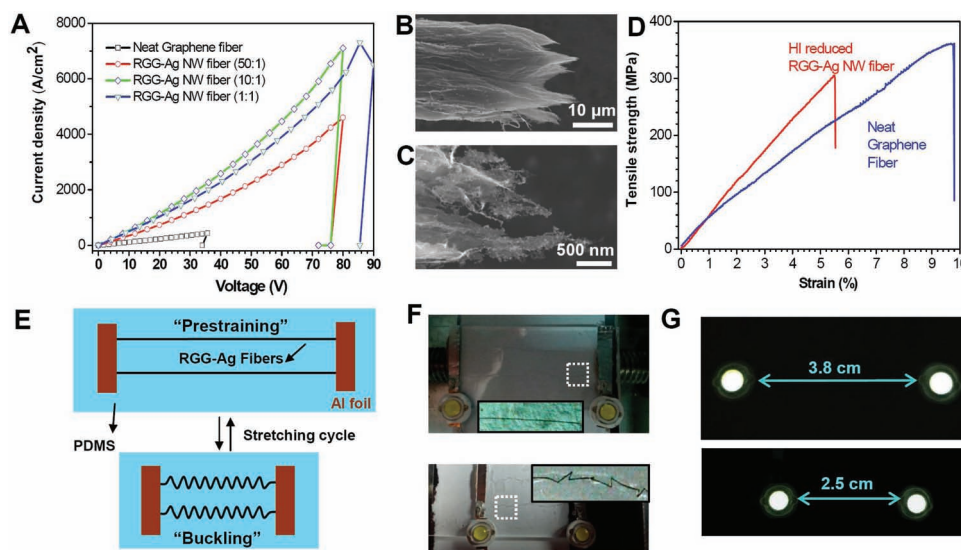 A
Current density (A/cm²)
8000
6000
4000
2000
0
Neat Graphene fiber
RGG-Ag NW fiber (50:1)
RGG-Ag NW fiber (10:1)
RGG-Ag NW fiber (1:1)
0 10 20 30 40 50 60 70 80 90
Voltage (V)
B
10 µm
C
500 nm
D
Tensile strength (MPa)
400
300
200
100
0
HI reduced
RGG-Ag NW fiber
Neat
Graphene
Fiber
0 1 2 3 4 5 6 7 8 9 10
Strain (%)
E
“Prestraining”
RGG-Ag Fibers
Al foil
PDMS
Stretching cycle
“Buckling”
F
G
3.8 cm
2.5 cm